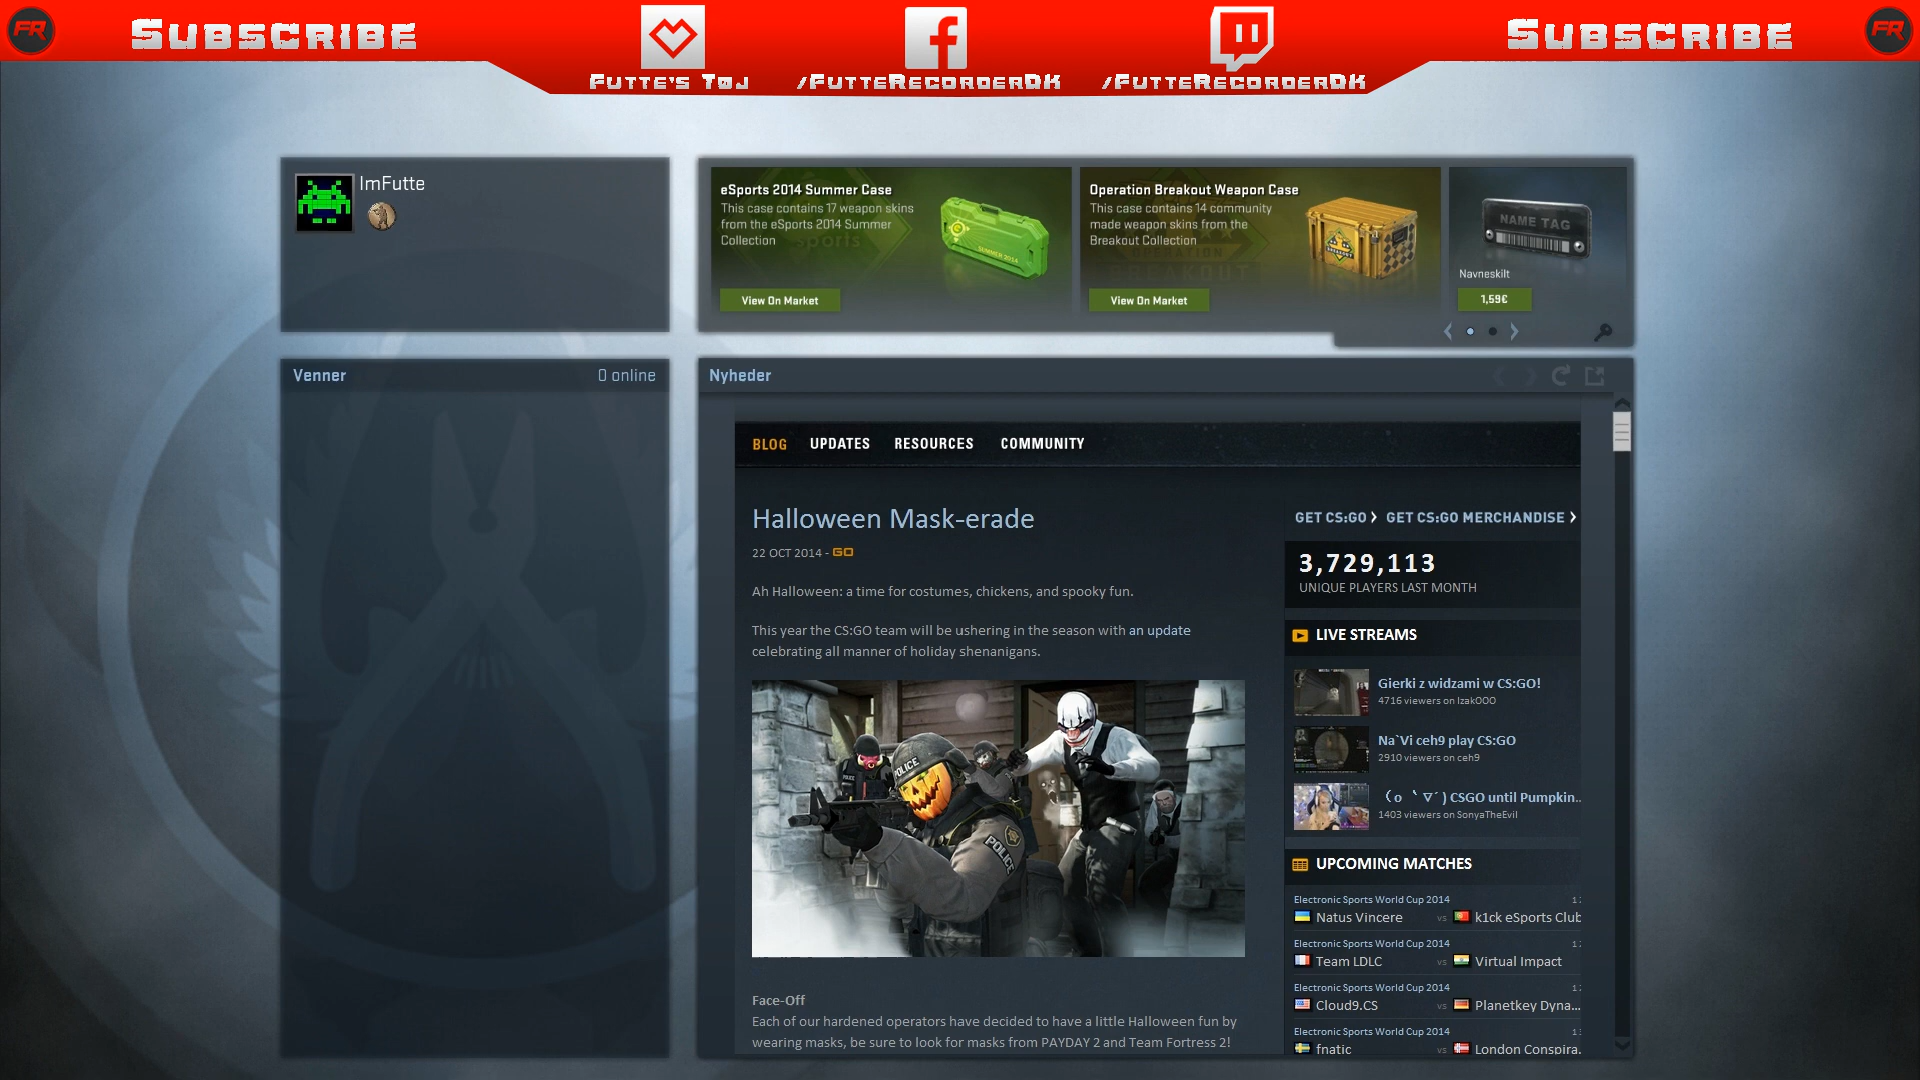 FR
SUBSCRIBE
SUBSCRIBE
FR
FUTTE'S TØJ
/FUTTERECORDERDK
/FUTTERECORDERDK
ImFutte
eSports 2014 Summer Case
This case contains 17 weapon skins
from the eSports 2014 Summer
Collection
SUMMER 2014
View On Market
Operation Breakout Weapon Case
This case contains 14 community
made weapon skins from the
Breakout Collection
View On Market
NAME TAG
Navneskilt
1,59€
Venner
0 online
Nyheder
BLOG UPDATES RESOURCES COMMUNITY
Halloween Mask-erade
22 OCT 2014 - GO
Ah Halloween: a time for costumes, chickens, and spooky fun.
This year the CS:GO team will be ushering in the season with an update
celebrating all manner of holiday shenanigans.
POLICE
POLICE
POLICE
Face-Off
Each of our hardened operators have decided to have a little Halloween fun by
wearing masks, be sure to look for masks from PAYDAY 2 and Team Fortress 2!
GET CS:GO GET CS:GO MERCHANDISE
3,729,113
UNIQUE PLAYERS LAST MONTH
LIVE STREAMS
Gierki z widzami w CS:GO!
4716 viewers on IzakOOO
Na`Vi ceh9 play CS:GO
2910 viewers on ceh9
（o ‵ ▽´ ) CSGO until Pumpkin..
1403 viewers on SonyaTheEvil
UPCOMING MATCHES
Electronic Sports World Cup 2014
Natus Vincere vs k1ck eSports Club
Electronic Sports World Cup 2014
Team LDLC vs Virtual Impact
Electronic Sports World Cup 2014
Cloud9.CS vs Planetkey Dyna...
Electronic Sports World Cup 2014
fnatic vs London Conspira.